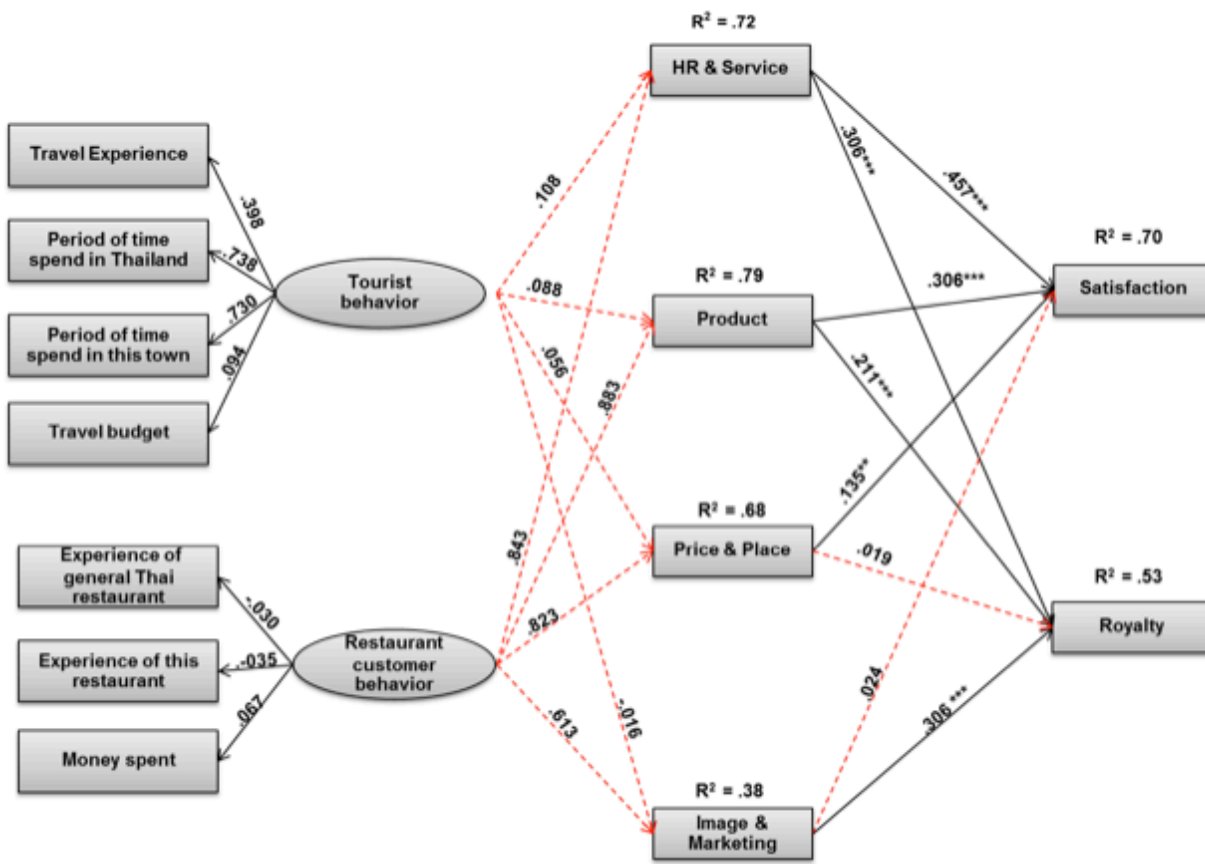 R² = .72
HR & Service
Travel Experience
.398
Period of time
spend in Thailand
.738
Period of time
spend in this town
.730
Travel budget
.094
Tourist
behavior
.108
.088
.056
-.016
R² = .79
Product
.306***
.457***
.306***
.211***
R² = .70
Satisfaction
Experience of
general Thai
restaurant
-.030
Experience of this
restaurant
.-035
Money spent
.067
Restaurant
customer
behavior
.843
.883
.823
.613
R² = .68
Price & Place
.135**
.019
R² = .53
Royalty
.024
.306 ***
R² = .38
Image &
Marketing